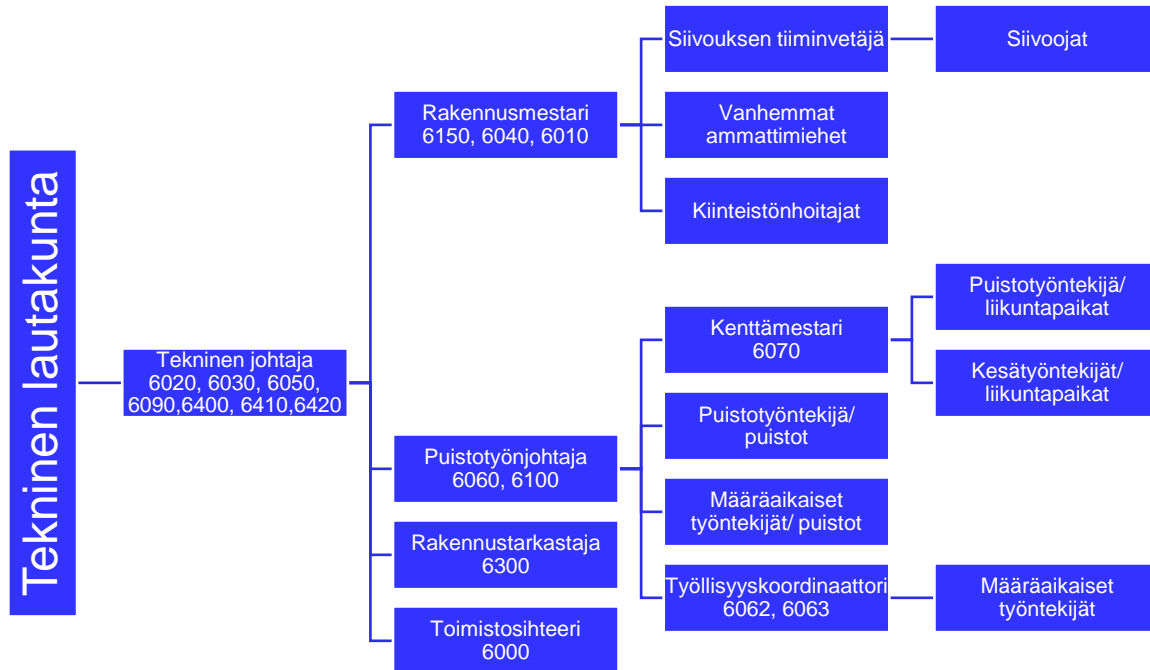 Tekninen lautakunta
Tekninen johtaja
6020, 6030, 6050,
6090,6400, 6410,6420
Rakennusmestari
6150, 6040, 6010
Siivouksen tiiminvetäjä
Siivoojat
Vanhemmat
ammattimiehet
Kiinteistönhoitajat
Puistotyönjohtaja
6060, 6100
Kenttämestari
6070
Puistotyöntekijä/
liikuntapaikat
Kesätyöntekijät/
liikuntapaikat
Puistotyöntekijä/
puistot
Määräaikaiset
työntekijät/ puistot
Työllisyyskoordinaattori
6062, 6063
Määräaikaiset
työntekijät
Rakennustarkastaja
6300
Toimistosihteeri
6000